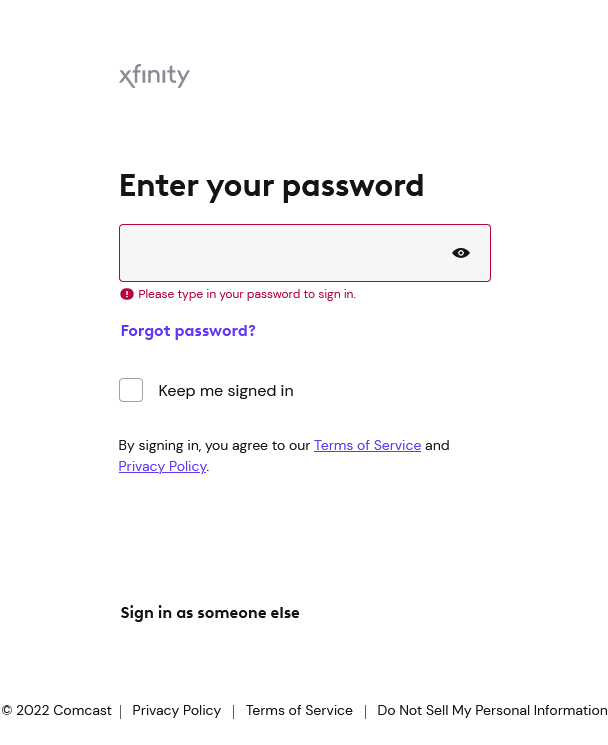 xfinity
Enter your password
Please type in your password to sign in.
Forgot password?
Keep me signed in
By signing in, you agree to our Terms of Service and
Privacy Policy.
Sign in as someone else
© 2022 Comcast | Privacy Policy | Terms of Service | Do Not Sell My Personal Information